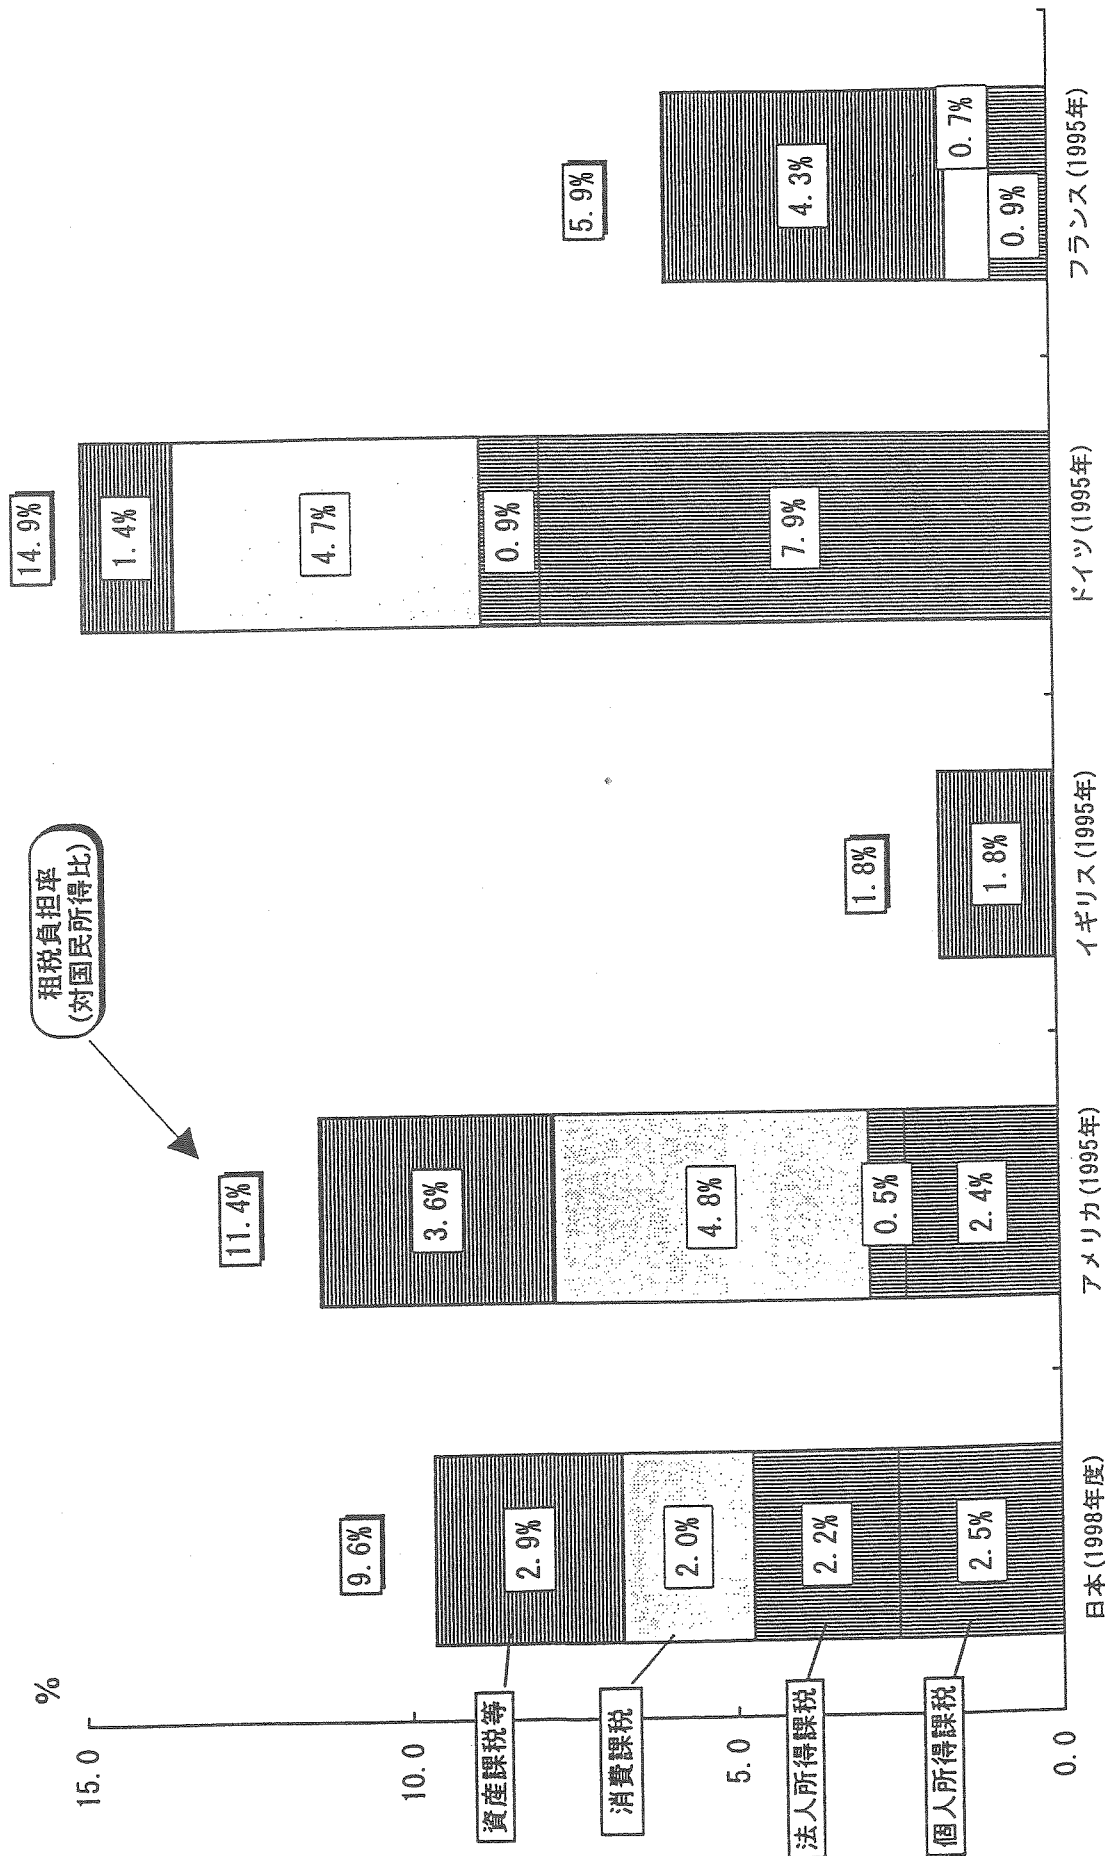 %
15.0
10.0
5.0
0.0
租税負担率
(対国民所得比)
資産課税等
消費課税
法人所得課税
個人所得課税
9.6%
2.9%
2.0%
2.2%
2.5%
日本(1998年度)
11.4%
3.6%
4.8%
0.5%
2.4%
アメリカ(1995年)
1.8%
1.8%
イギリス(1995年)
14.9%
1.4%
4.7%
0.9%
7.9%
ドイツ(1995年)
5.9%
4.3%
0.7%
0.9%
フランス(1995年)